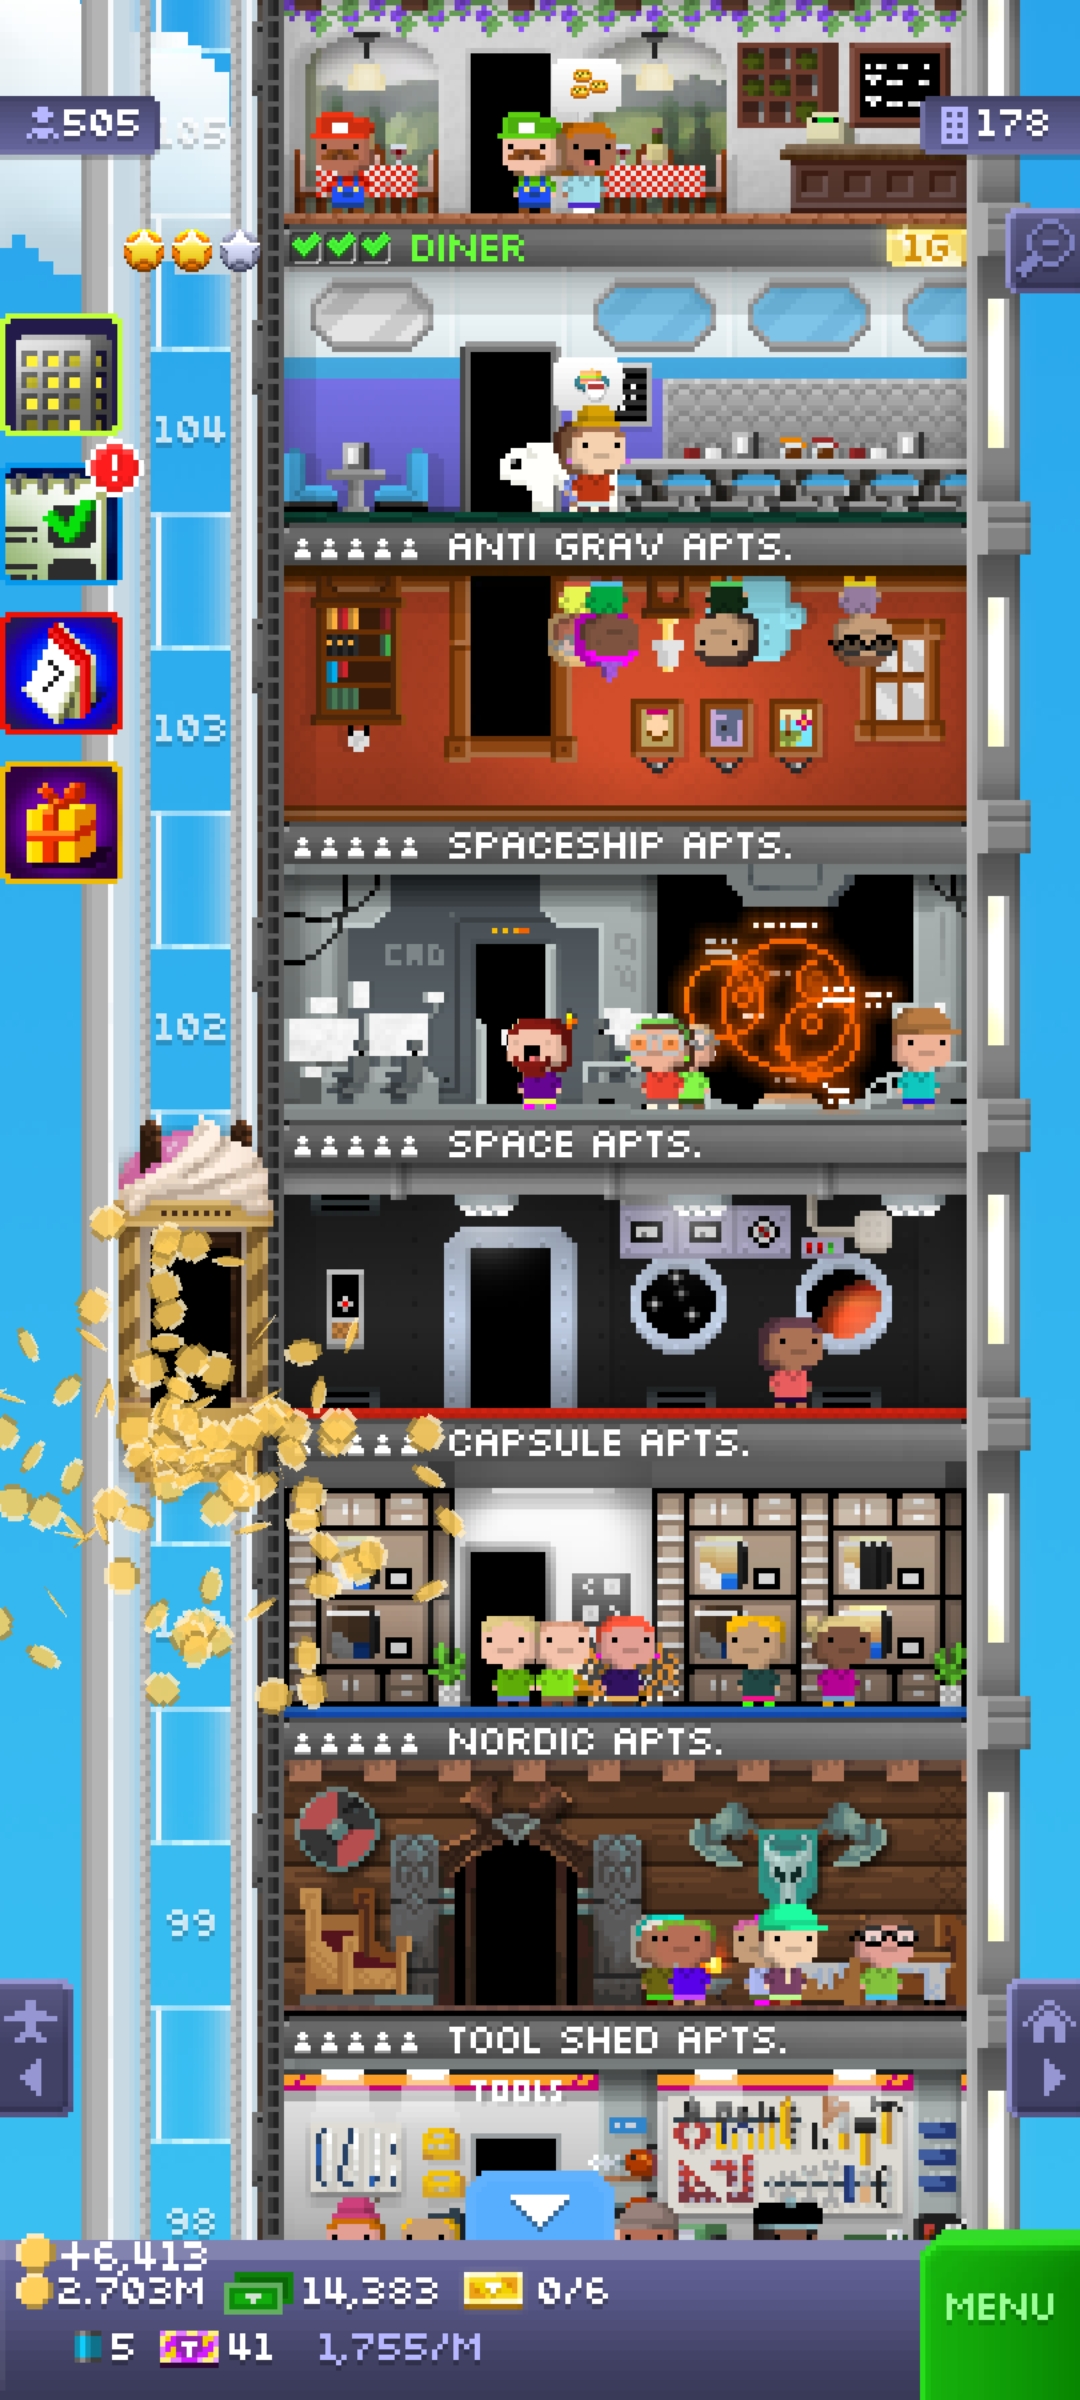 505
105
178
DINER
1G
104
ANTI GRAV APTS.
103
SPACESHIP APTS.
CMD
94
102
SPACE APTS.
CAPSULE APTS.
NORDIC APTS.
99
TOOL SHED APTS.
TOOLS
98
+6,413
2.703M
14,383
0/6
MENU
5
T
41
1,755/M